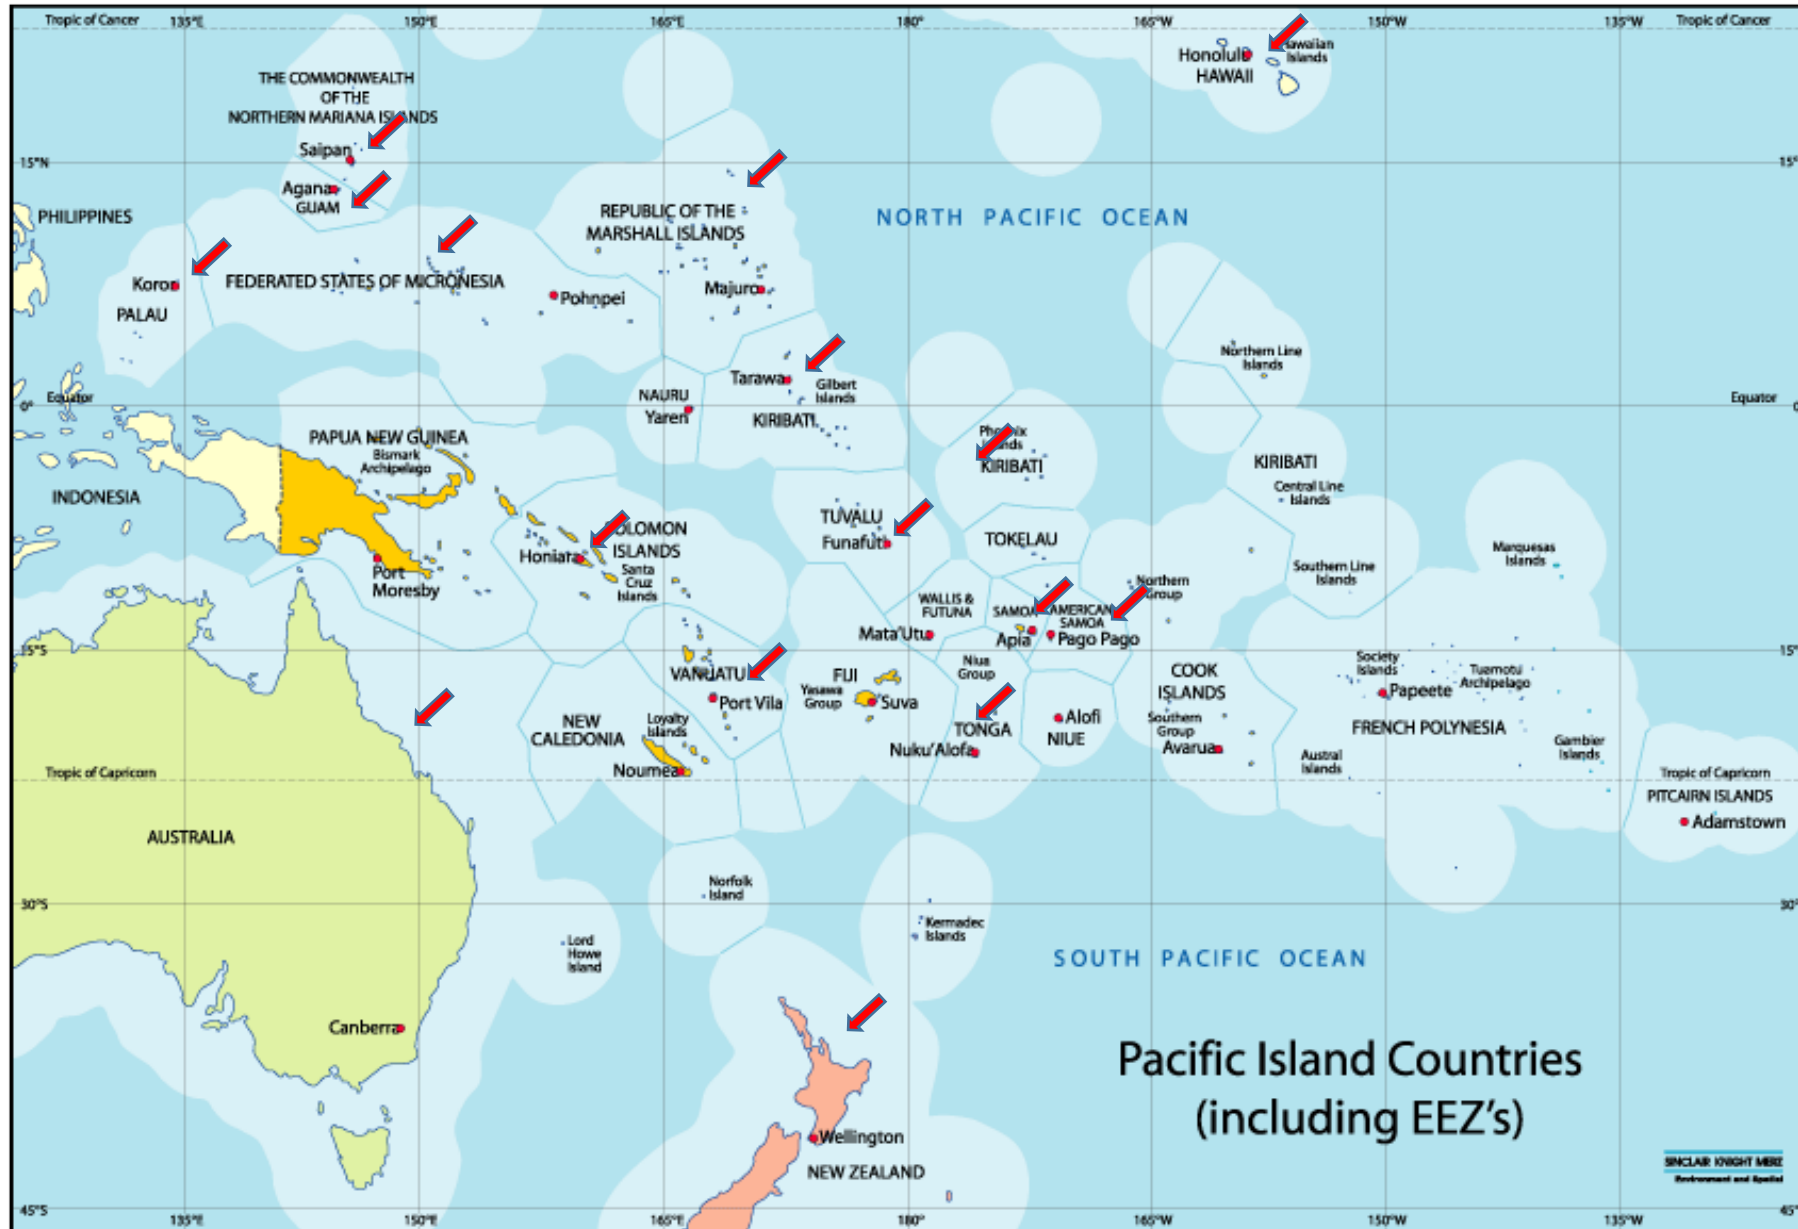 Tropic of Cancer
135°E
150°E
165°E
180°
165°W
150°W
135°W
Tropic of Cancer
Honolulu
HAWAII
Hawaiian
Islands
THE COMMONWEALTH
OF THE
NORTHERN MARIANA ISLANDS
Saipan
15°N
Agana
GUAM
PHILIPPINES
REPUBLIC OF THE
MARSHALL ISLANDS
NORTH PACIFIC OCEAN
Koror
PALAU
FEDERATED STATES OF MICRONESIA
Pohnpei
Majuro
Northern Line
Islands
Tarawa
Gilbert
Islands
KIRIBATI
NAURU
Yaren
0°
Equator
Equator
PAPUA NEW GUINEA
Bismark
Archipelago
Phoenix
Islands
KIRIBATI
KIRIBATI
Central Line
Islands
INDONESIA
TUVALU
Funafuti
TOKELAU
SOLOMON
ISLANDS
Honiara
Santa
Cruz
Islands
Port
Moresby
Marquesas
Islands
Southern Line
Islands
Northern
Group
WALLIS &
FUTUNA
SAMOA
AMERICAN
SAMOA
Mata'Utu
Apia
Pago Pago
15°S
Niua
Group
COOK
ISLANDS
Society
Islands
Tuamotu
Archipelago
VANUATU
Port Vila
FIJI
Yasawa
Group
Suva
Papeete
NEW
CALEDONIA
Loyalty
Islands
TONGA
Nuku'Alofa
Alofi
NIUE
Southern
Group
Avarua
FRENCH POLYNESIA
Gambier
Islands
Austral
Islands
Noumea
Tropic of Capricorn
Tropic of Capricorn
PITCAIRN ISLANDS
Adamstown
AUSTRALIA
Norfolk
Island
30°S
30°
Kermadec
Islands
Lord
Howe
Island
SOUTH PACIFIC OCEAN
Canberra
Pacific Island Countries
(including EEZ's)
Wellington
NEW ZEALAND
SINCLAIR KNIGHT MERZ
Environment and Spatial
45°S
135°E
150°E
165°E
180°
165°W
150°W
135°W